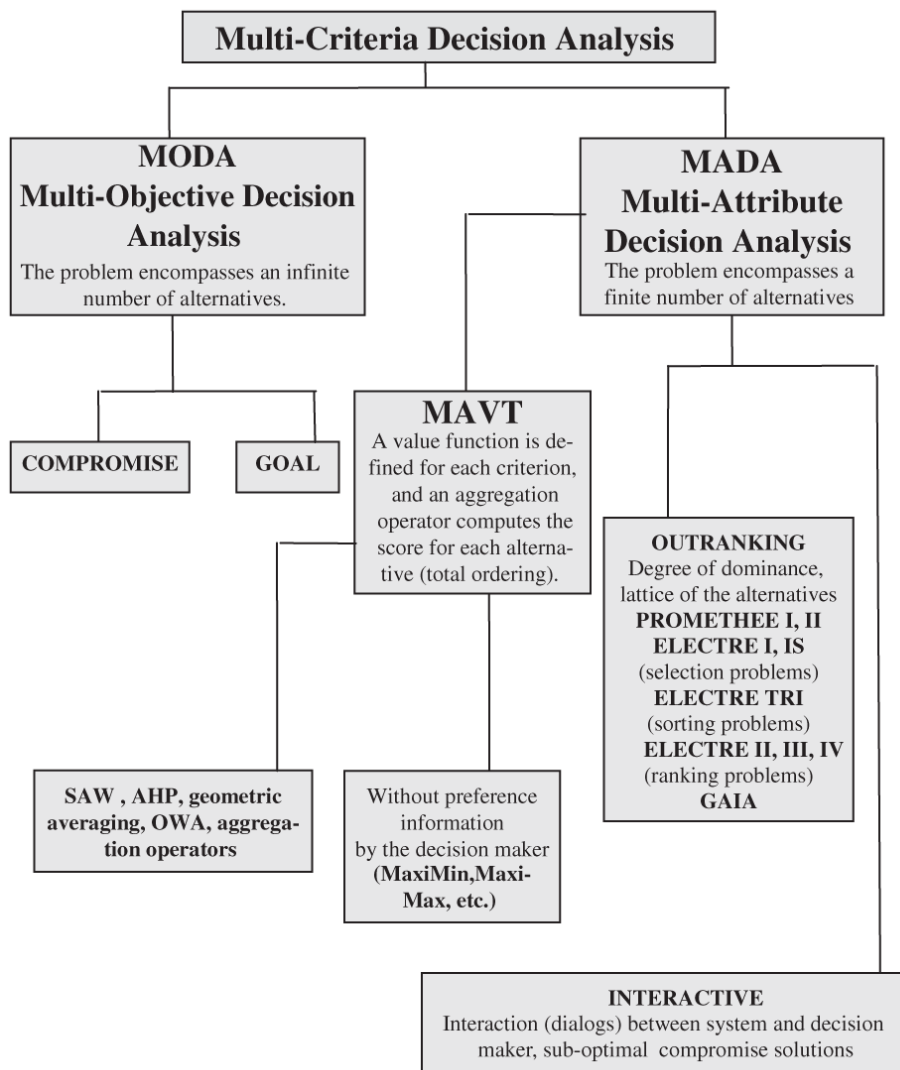 Multi-Criteria Decision Analysis
MODA
Multi-Objective Decision
Analysis
The problem encompasses an infinite
number of alternatives.
MADA
Multi-Attribute
Decision Analysis
The problem encompasses a
finite number of alternatives
COMPROMISE
GOAL
MAVT
A value function is de-
fined for each criterion,
and an aggregation
operator computes the
score for each alterna-
tive (total ordering).
OUTRANKING
Degree of dominance,
lattice of the alternatives
PROMETHEE I, II
ELECTRE I, IS
(selection problems)
ELECTRE TRI
(sorting problems)
ELECTRE II, III, IV
(ranking problems)
GAIA
SAW , AHP, geometric
averaging, OWA, aggrega-
tion operators
Without preference
information
by the decision maker
(MaxiMin,Maxi-
Max, etc.)
INTERACTIVE
Interaction (dialogs) between system and decision
maker, sub-optimal compromise solutions